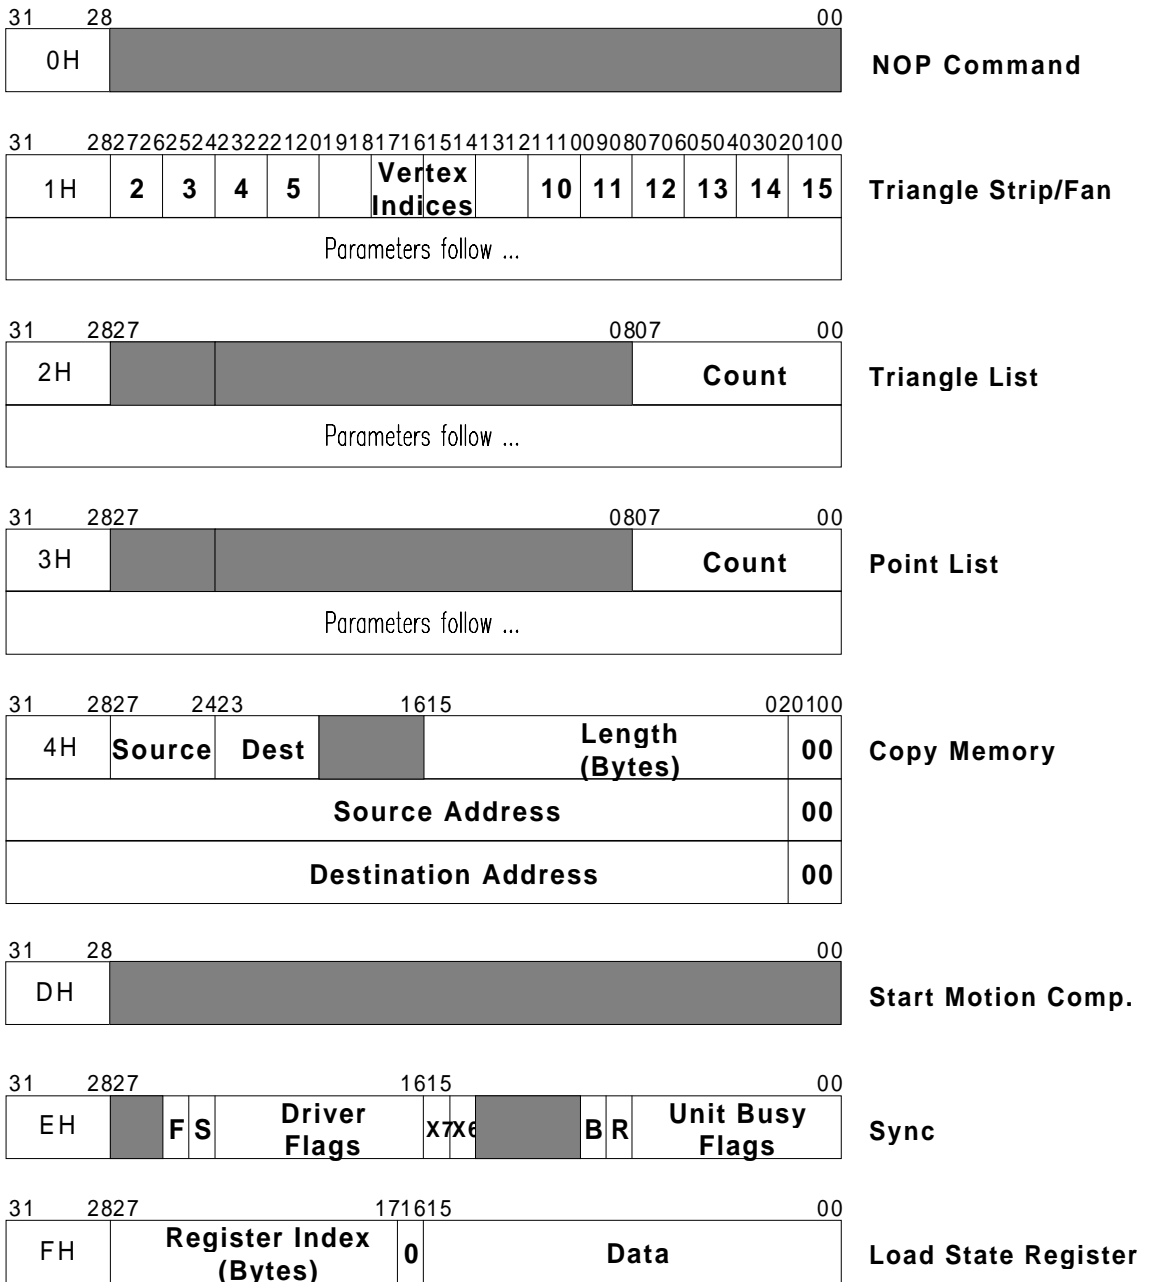 31 28 00
0H NOP Command
31 2827262524232221201918171615141312111009080706050403020100
1H 2 3 4 5 Vertex Indices 10 11 12 13 14 15 Triangle Strip/Fan
Parameters follow ...
31 2827 0807 00
2H Count Triangle List
Parameters follow ...
31 2827 0807 00
3H Count Point List
Parameters follow ...
31 2827 2423 1615 020100
4H Source Dest Length (Bytes) 00 Copy Memory
Source Address 00
Destination Address 00
31 28 00
DH Start Motion Comp.
31 2827 1615 00
EH F S Driver Flags X7 X6 B R Unit Busy Flags Sync
31 2827 171615 00
FH Register Index (Bytes) 0 Data Load State Register